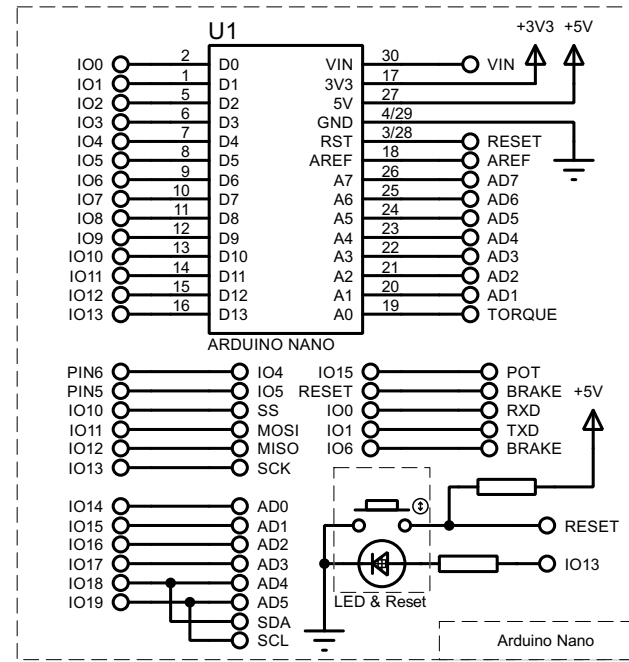 +3V3 +5V
U1
IO0 2 D0 VIN 30 VIN
IO1 1 D1 3V3 17
IO2 5 D2 5V 27
IO3 6 D3 GND 4/29
IO4 7 D4 RST 3/28 RESET
IO5 8 D5 AREF 18 AREF
IO6 9 D6 A7 26 AD7
IO7 10 D7 A6 25 AD6
IO8 11 D8 A5 24 AD5
IO9 12 D9 A4 23 AD4
IO10 13 D10 A3 22 AD3
IO11 14 D11 A2 21 AD2
IO12 15 D12 A1 20 AD1
IO13 16 D13 A0 19 TORQUE
ARDUINO NANO
PIN6 IO4
PIN5 IO5
IO10 SS
IO11 MOSI
IO12 MISO
IO13 SCK
IO15 POT
RESET BRAKE
IO0 RXD
IO1 TXD
IO6 BRAKE
+5V
IO14 AD0
IO15 AD1
IO16 AD2
IO17 AD3
IO18 AD4
IO19 AD5
SDA
SCL
RESET
IO13
LED & Reset
Arduino Nano